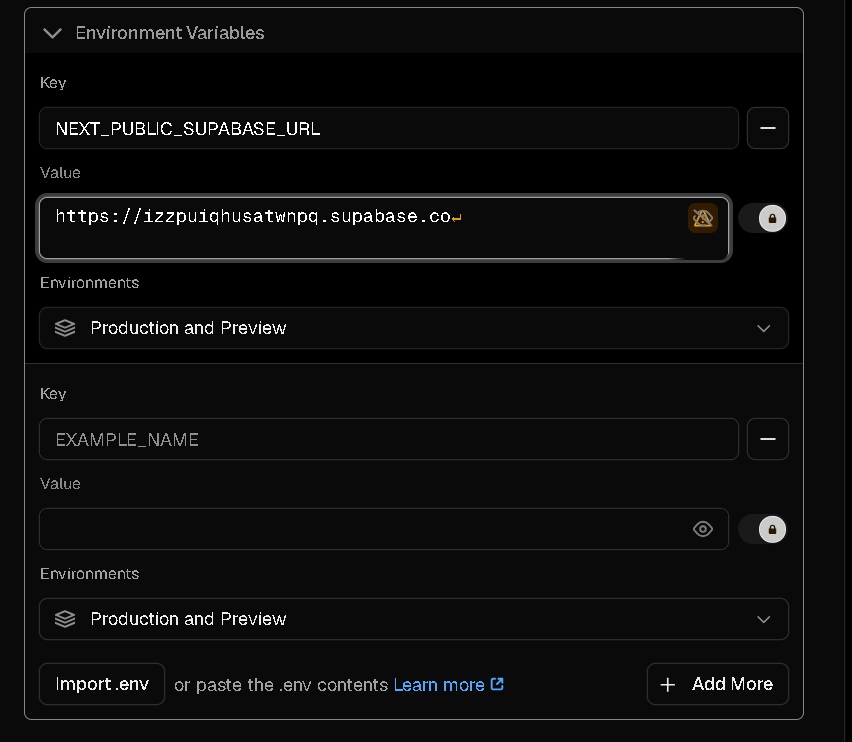 Environment Variables
Key
NEXT_PUBLIC_SUPABASE_URL
Value
https://izzpuiqhusatwnpq.supabase.co↵
Environments
Production and Preview
Key
EXAMPLE_NAME
Value
Environments
Production and Preview
Import .env or paste the .env contents Learn more + Add More